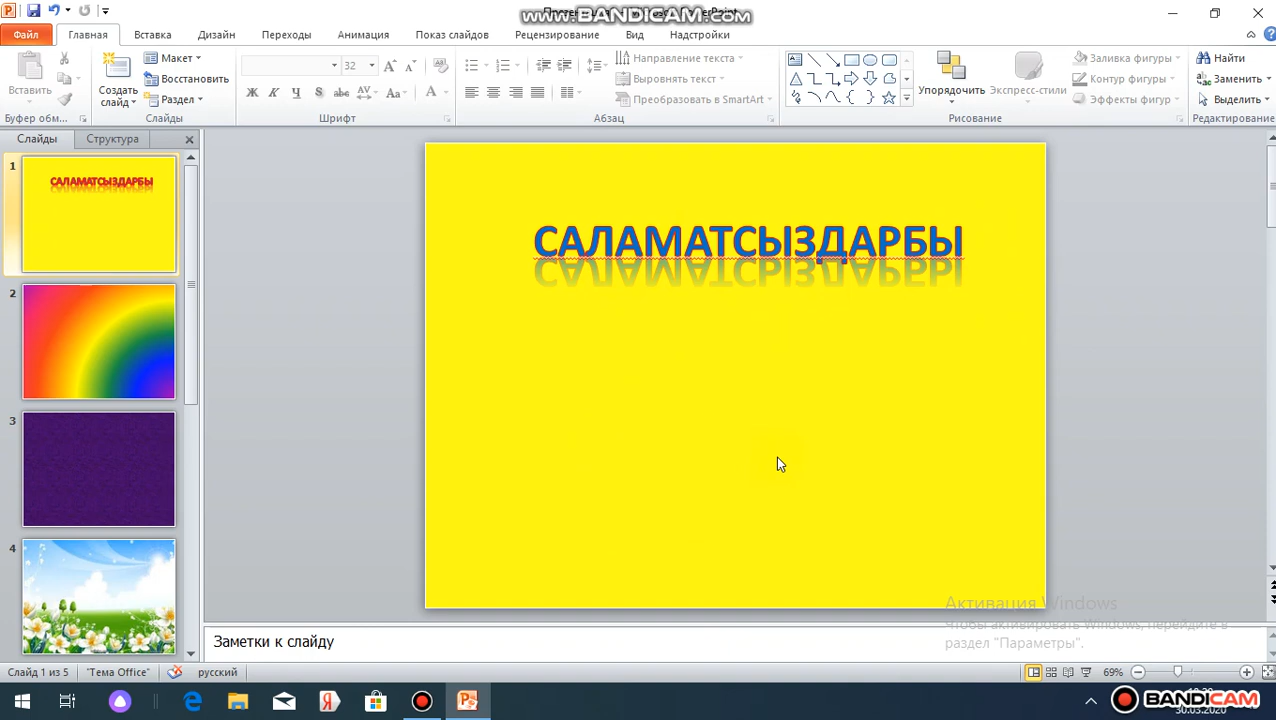 www.BANDICAM.com
Файл Главная Вставка Дизайн Переходы Анимация Показ слайдов Рецензирование Вид Надстройки
Вставить
Создать слайд
Макет
Восстановить
Раздел
32
Ж К Ч S abc AV Aa A
Направление текста
Выровнять текст
Преобразовать в SmartArt
Упорядочить
Экспресс-стили
Заливка фигуры
Контур фигуры
Эффекты фигур
Найти
Заменить
Выделить
Буфер обм... Слайды Шрифт Абзац Рисование Редактирование
Слайды Структура
1
САЛАМАТСЫЗДАРБЫ
2
3
4
САЛАМАТСЫЗДАРБЫ
Активация Windows
Чтобы активировать Windows, перейдите в
раздел "Параметры".
Заметки к слайду
Слайд 1 из 5 "Тема Office" русский 69%
BANDICAM
30.03.2020